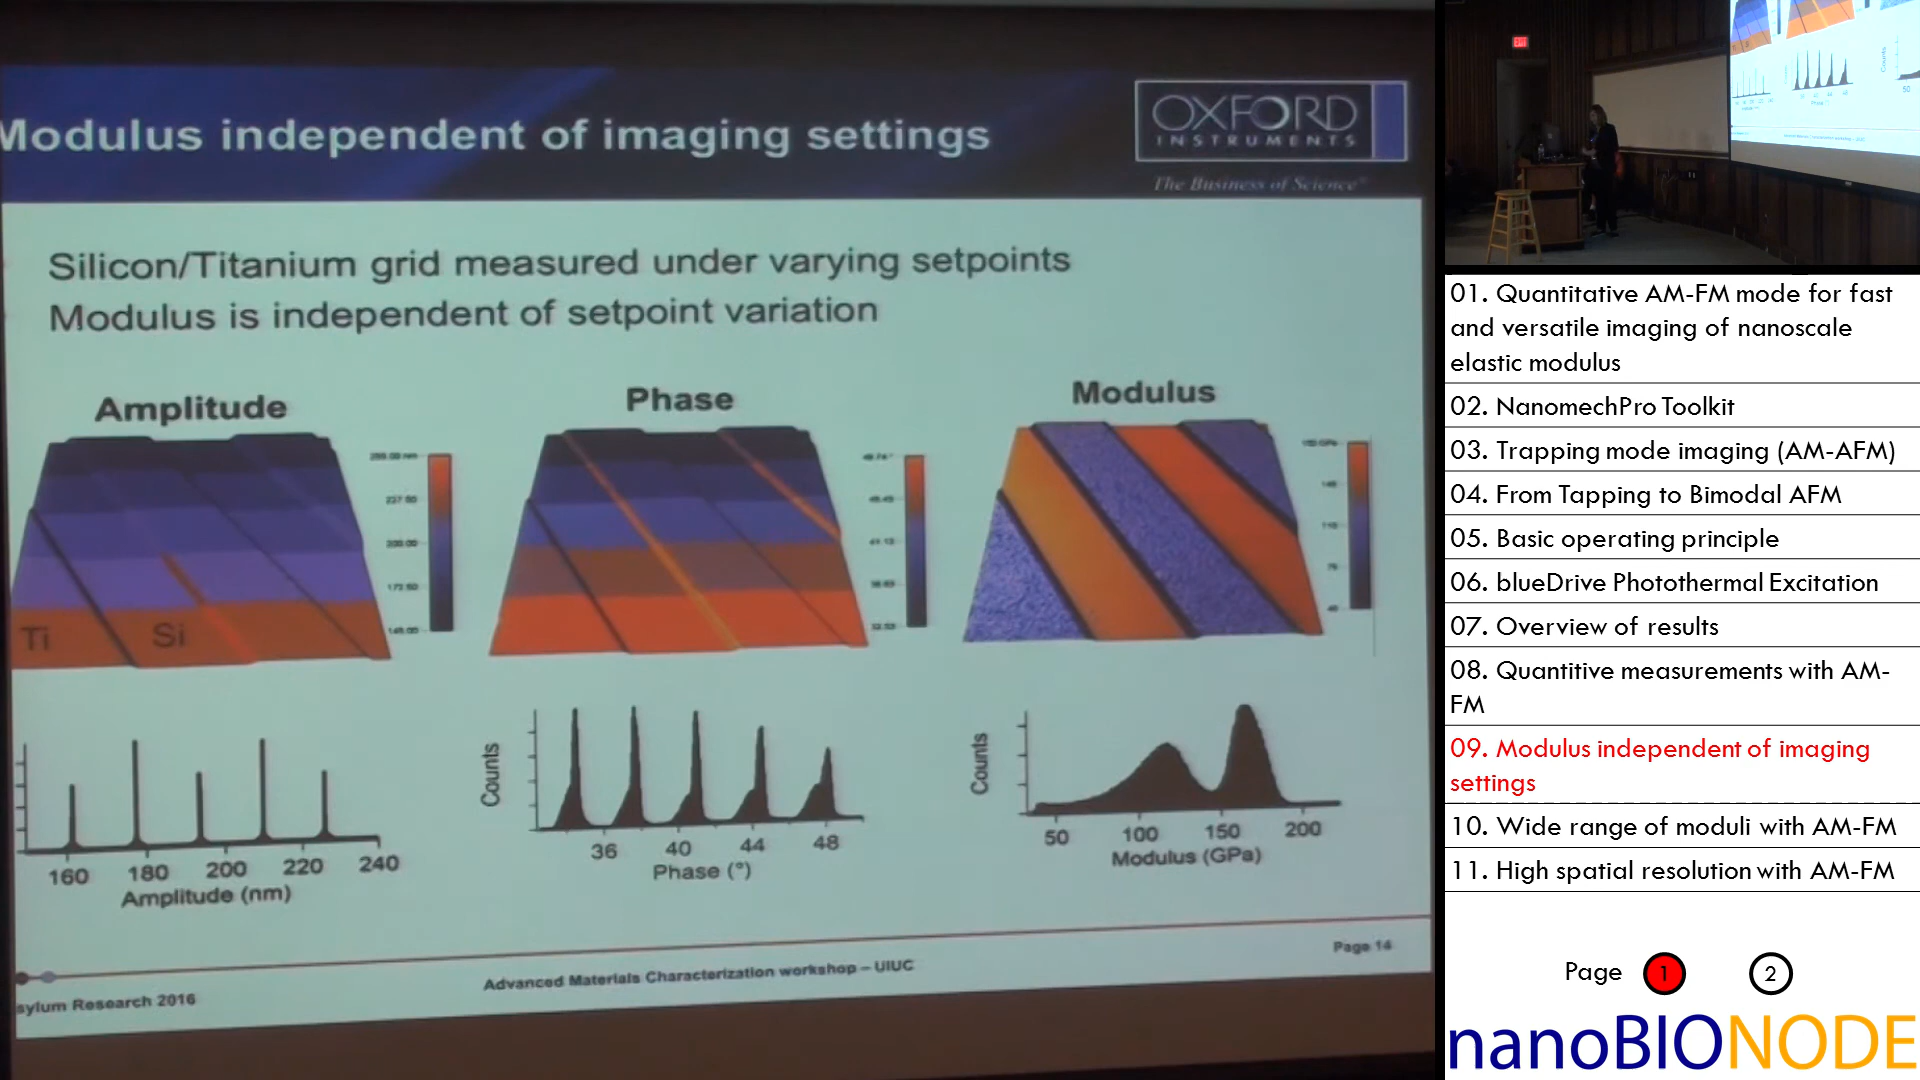 Modulus independent of imaging settings
OXFORD
INSTRUMENTS
The Business of Science®
Silicon/Titanium grid measured under varying setpoints
Modulus is independent of setpoint variation
Amplitude
Phase
Modulus
Ti
Si
Counts
Counts
160 180 200 220 240
Amplitude (nm)
36 40 44 48
Phase (°)
50 100 150 200
Modulus (GPa)
Page 14
Advanced Materials Characterization workshop – UIUC
sylum Research 2016
EXIT
01. Quantitative AM-FM mode for fast
and versatile imaging of nanoscale
elastic modulus
02. NanomechPro Toolkit
03. Trapping mode imaging (AM-AFM)
04. From Tapping to Bimodal AFM
05. Basic operating principle
06. blueDrive Photothermal Excitation
07. Overview of results
08. Quantitive measurements with AM-
FM
09. Modulus independent of imaging
settings
10. Wide range of moduli with AM-FM
11. High spatial resolution with AM-FM
Page 1 2
nanoBIONODE